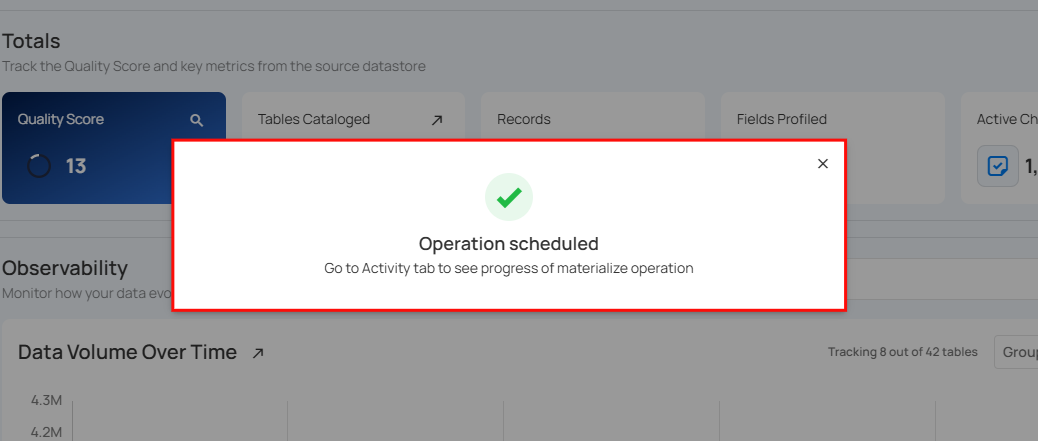 Totals
Track the Quality Score and key metrics from the source datastore
Quality Score
13
Tables Cataloged
Records
Fields Profiled
Active Ch
1,
Operation scheduled
Go to Activity tab to see progress of materialize operation
Observability
Monitor how your data evo
Data Volume Over Time
Tracking 8 out of 42 tables
Group
4.3M
4.2M